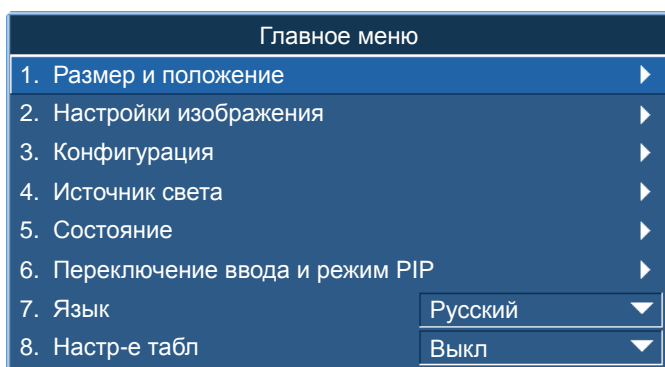 Главное меню
1. Размер и положение
2. Настройки изображения
3. Конфигурация
4. Источник света
5. Состояние
6. Переключение ввода и режим PIP
7. Язык Русский
8. Настр-е табл Выкл